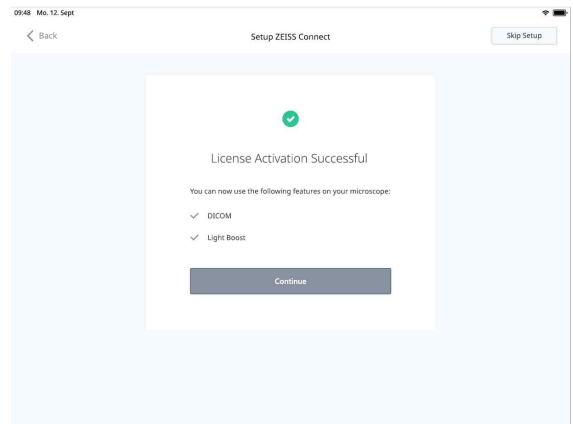 09:48 Mo. 12. Sept
Back
Setup ZEISS Connect
Skip Setup
License Activation Successful
You can now use the following features on your microscope:
DICOM
Light Boost
Continue